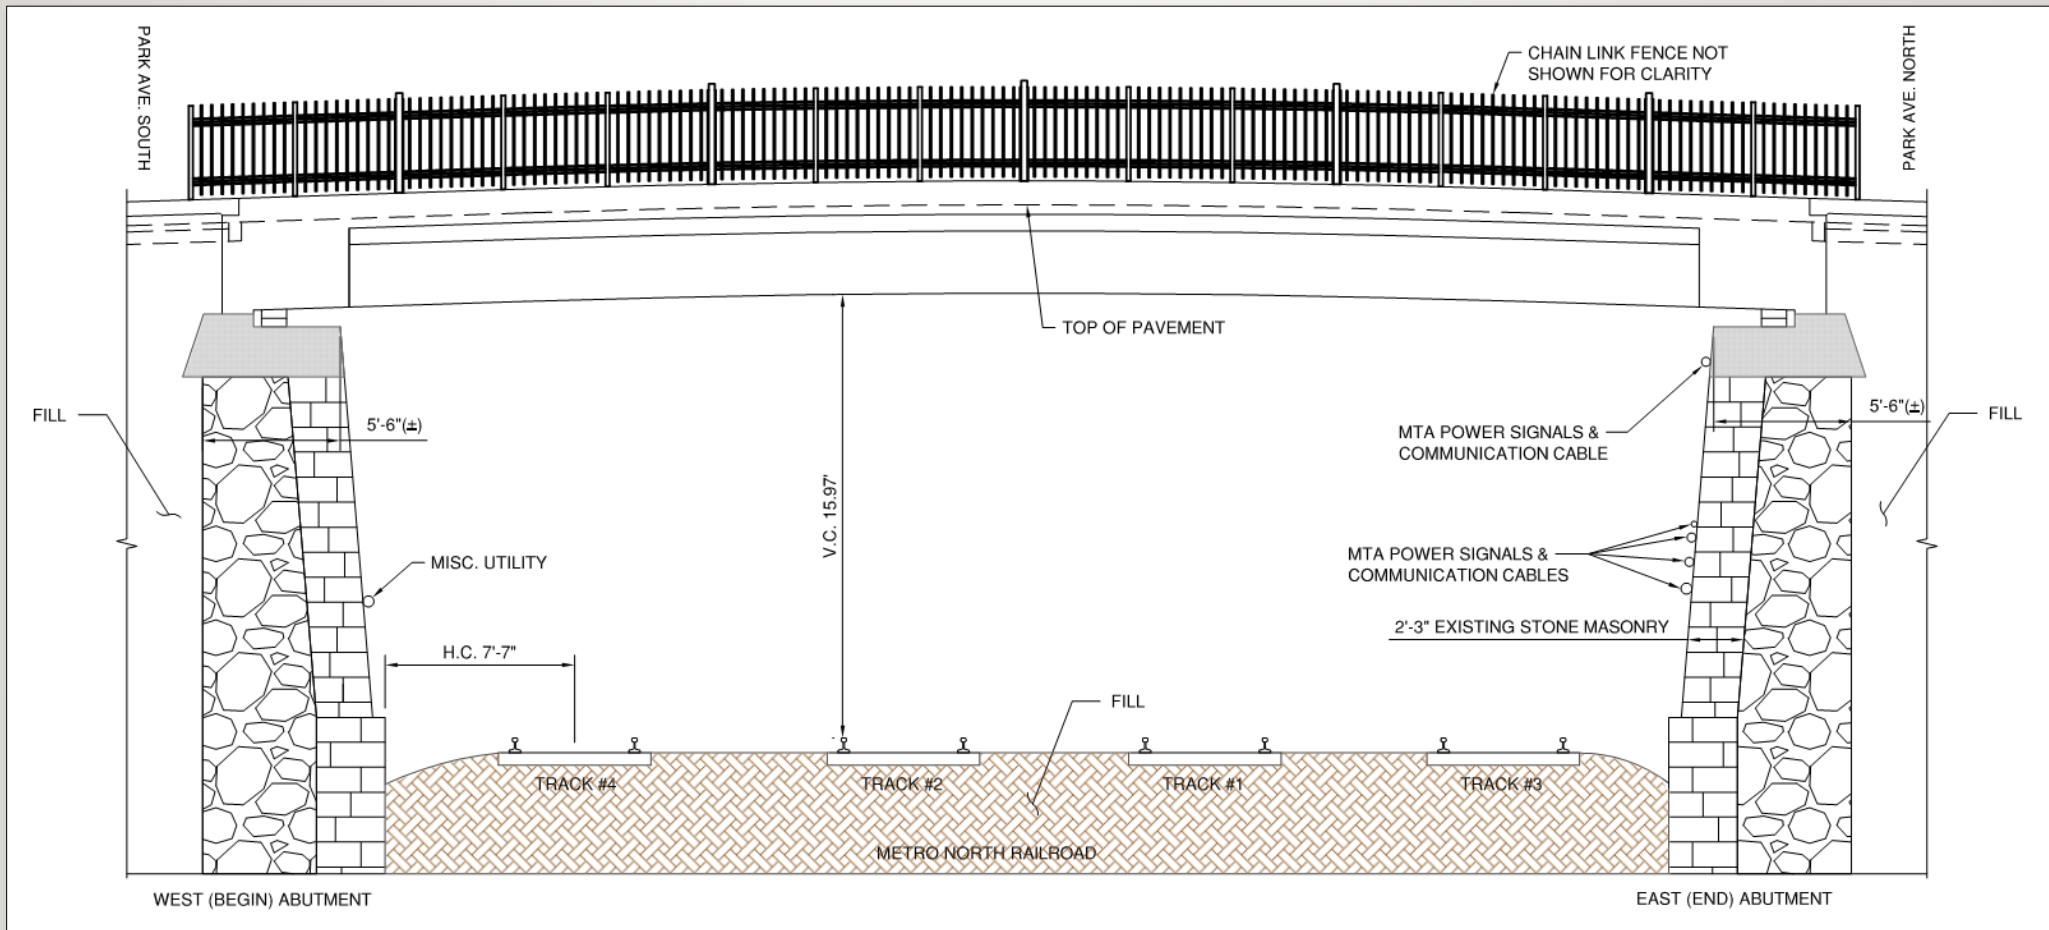 PARK AVE. SOUTH
CHAIN LINK FENCE NOT
SHOWN FOR CLARITY
PARK AVE. NORTH
TOP OF PAVEMENT
FILL
5'-6"(±)
MTA POWER SIGNALS &
COMMUNICATION CABLE
5'-6"(±)
FILL
V.C. 15.97'
MISC. UTILITY
MTA POWER SIGNALS &
COMMUNICATION CABLES
2'-3" EXISTING STONE MASONRY
H.C. 7'-7"
FILL
TRACK #4
TRACK #2
TRACK #1
TRACK #3
METRO NORTH RAILROAD
WEST (BEGIN) ABUTMENT
EAST (END) ABUTMENT